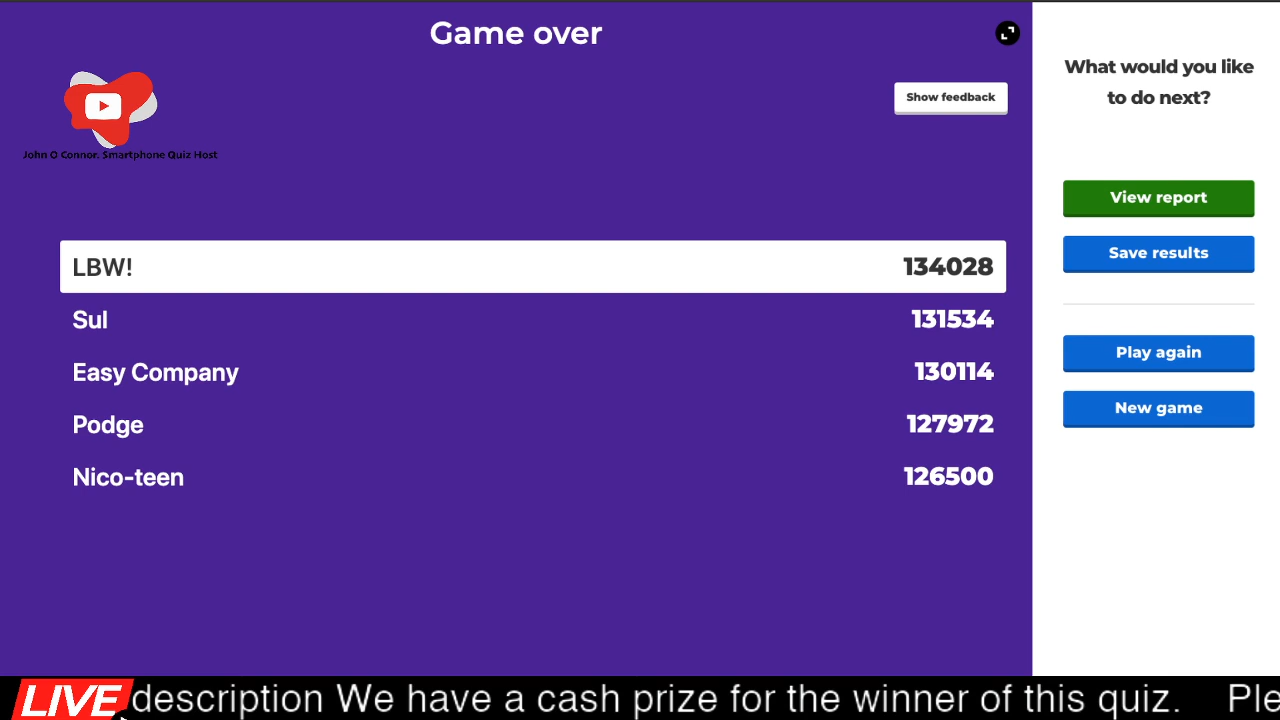 Game over
What would you like
to do next?
Show feedback
John O Connor. Smartphone Quiz Host
View report
Save results
LBW! 134028
Sul 131534
Easy Company 130114
Podge 127972
Nico-teen 126500
Play again
New game
LIVE description We have a cash prize for the winner of this quiz. Ple